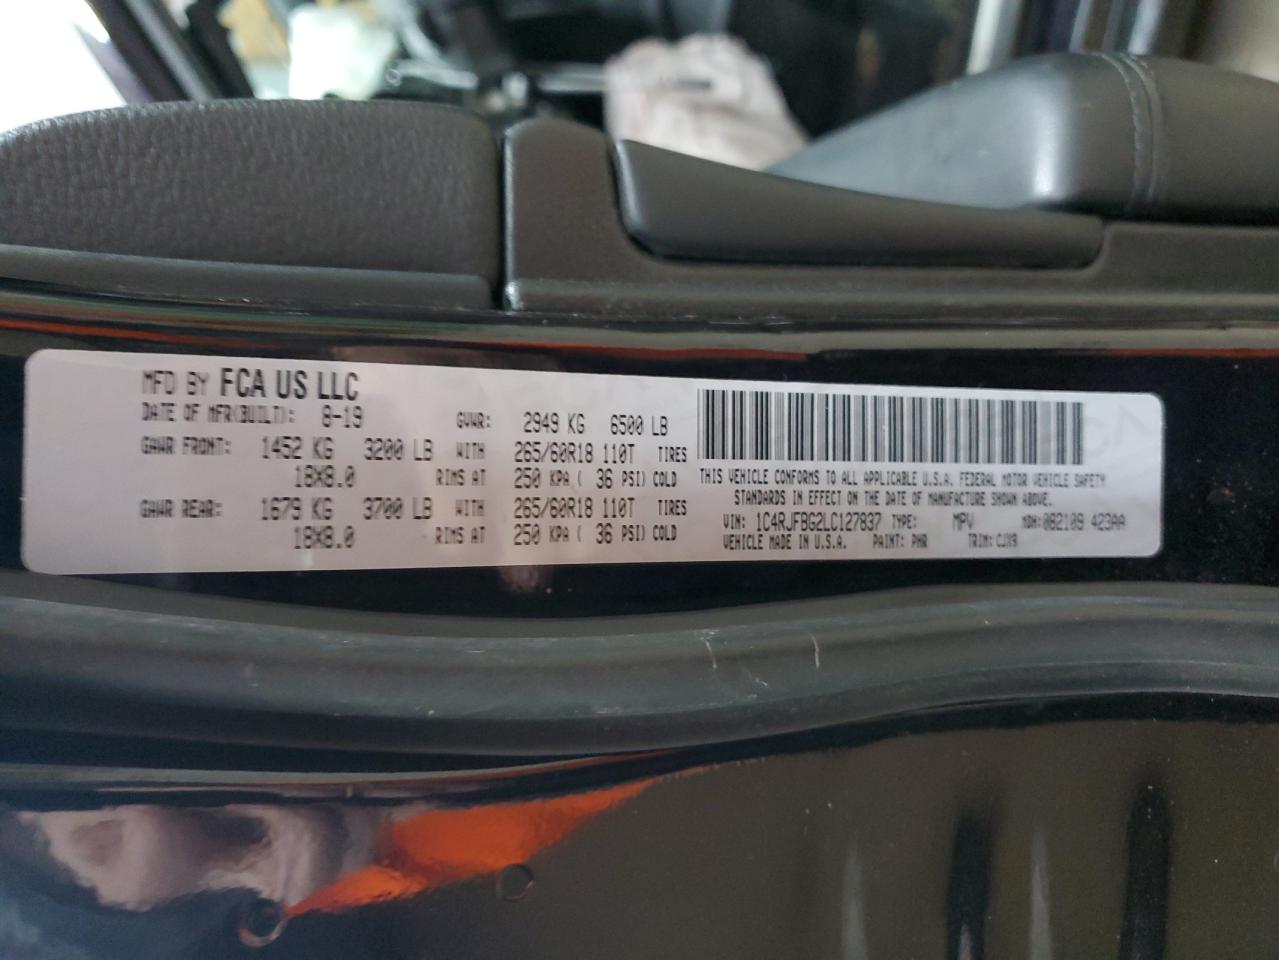 MFD BY FCA US LLC
DATE OF MFR(BUILT): 8-19 GVWR: 2949 KG 6500 LB
GAWR FRONT: 1452 KG 3200 LB WITH 265/60R18 110T TIRES
18X8.0 RIMS AT 250 KPA ( 36 PSI) COLD
GAWR REAR: 1679 KG 3700 LB WITH 265/60R18 110T TIRES
18X8.0 RIMS AT 250 KPA ( 36 PSI) COLD
THIS VEHICLE CONFORMS TO ALL APPLICABLE U.S.A. FEDERAL MOTOR VEHICLE SAFETY
STANDARDS IN EFFECT ON THE DATE OF MANUFACTURE SHOWN ABOVE.
VIN: 1C4RJFBG2LC127837 TYPE: MPV MDH: 082109 423AA
VEHICLE MADE IN U.S.A. PAINT: TRIM: CJX9